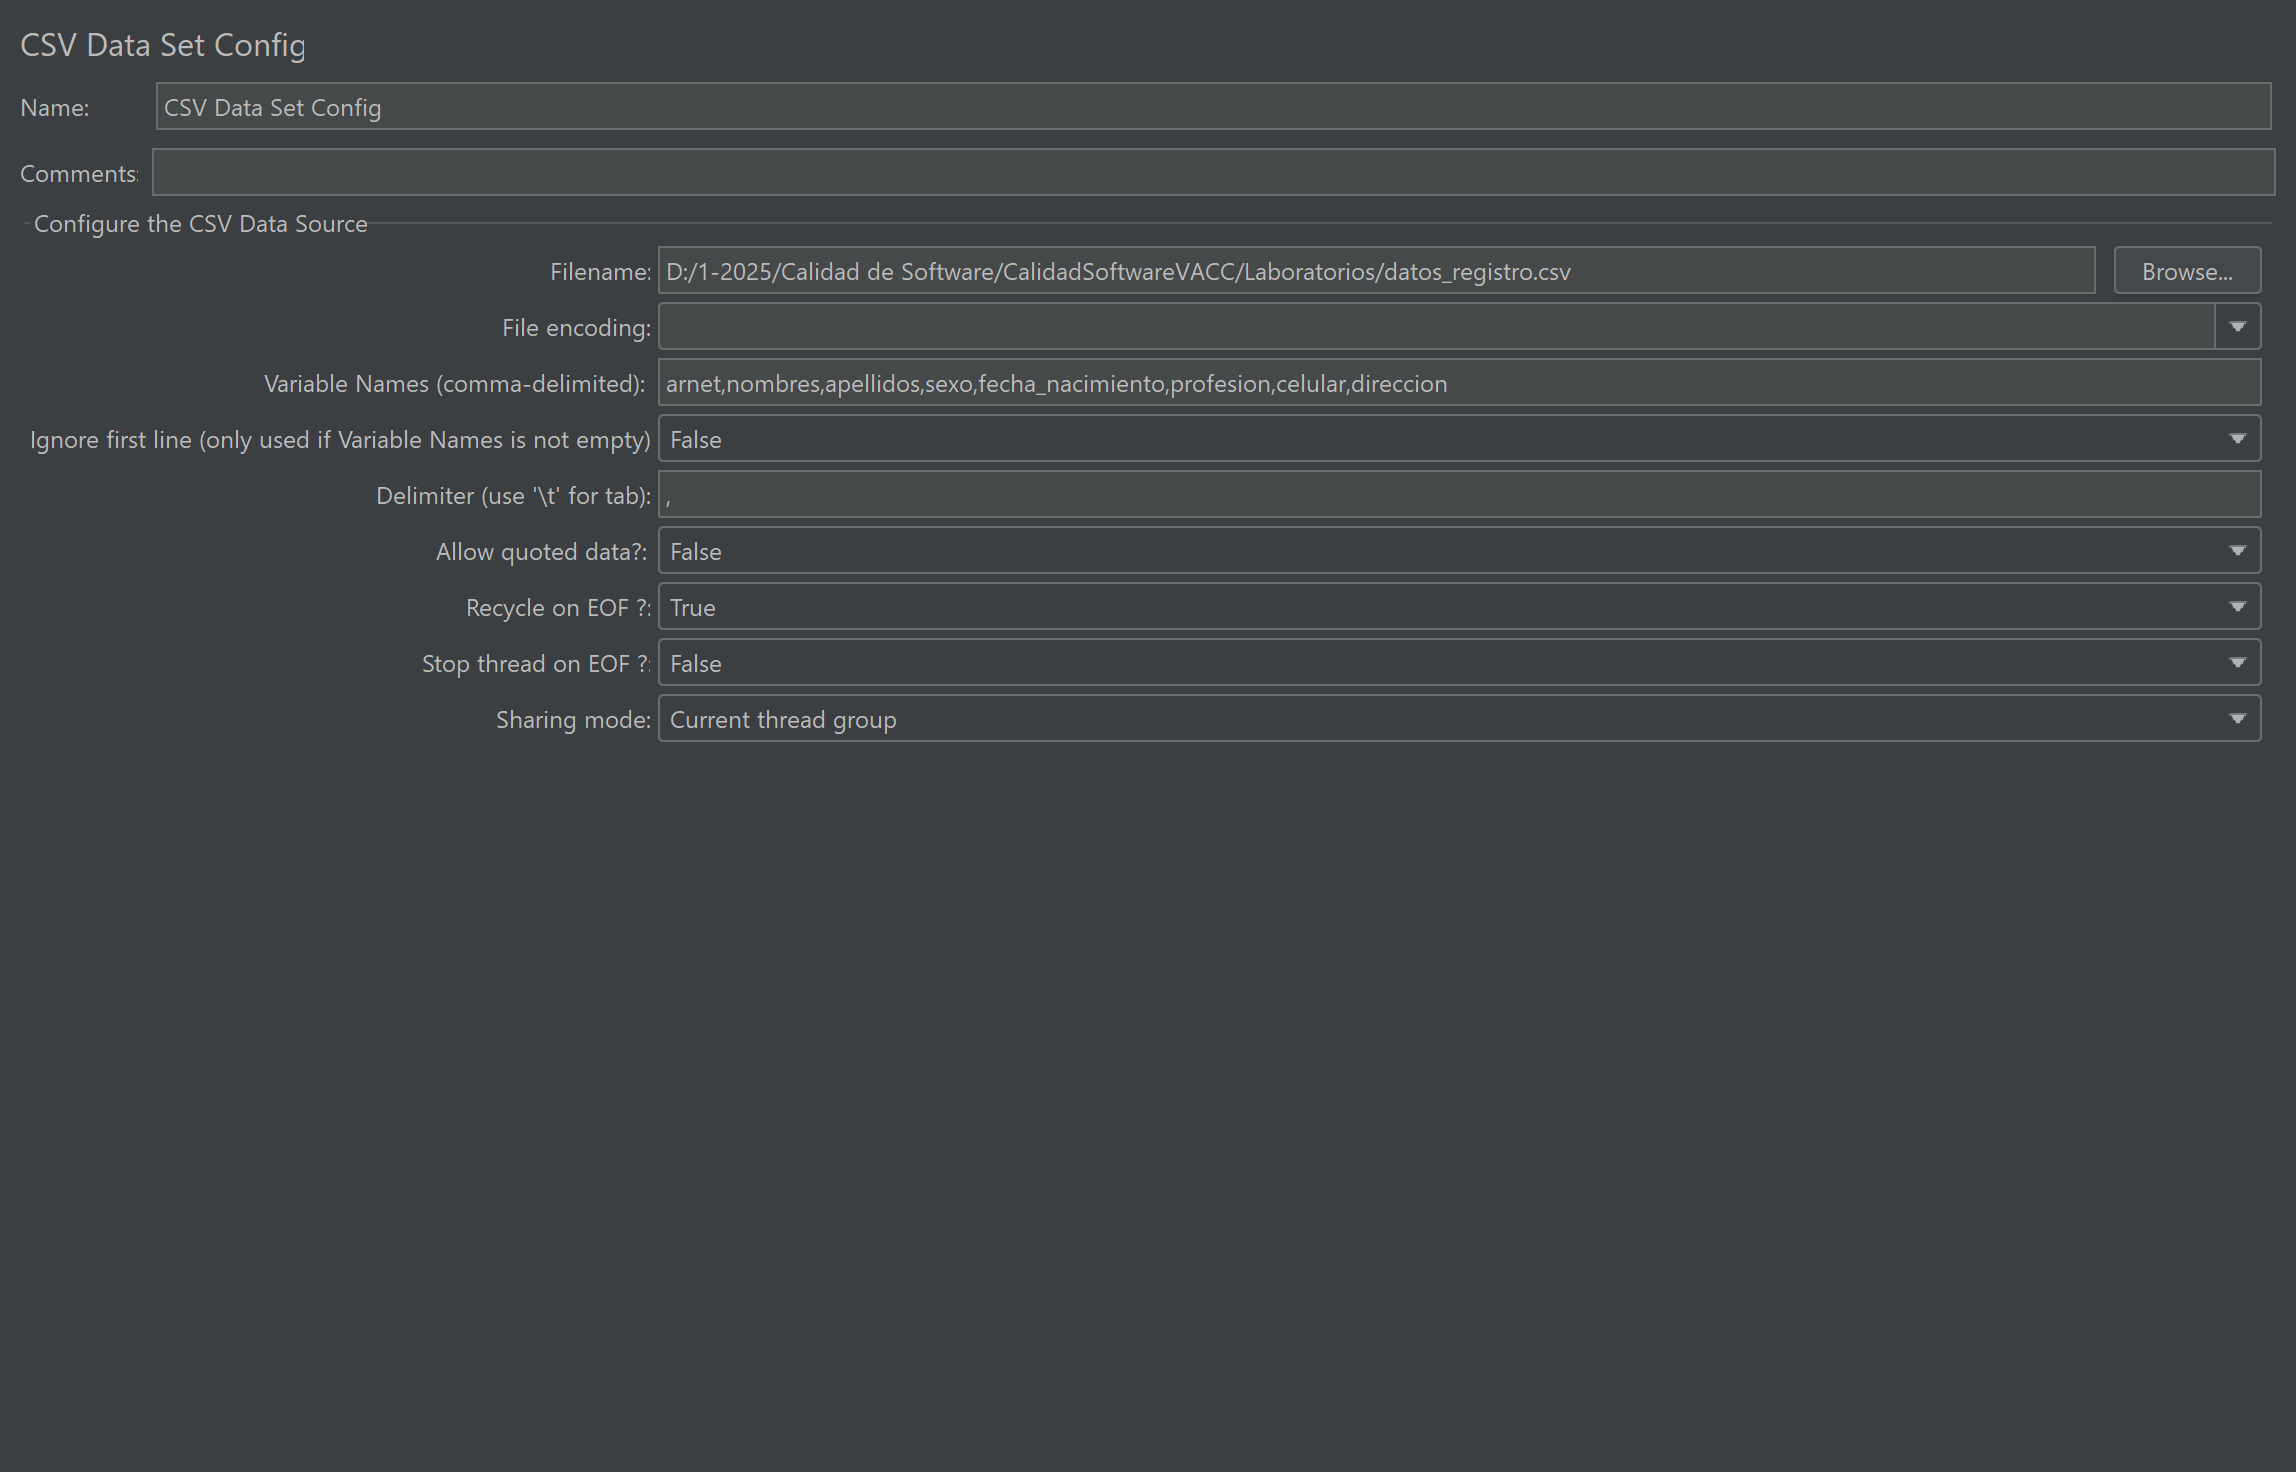 CSV Data Set Config
Name: CSV Data Set Config
Comments:
Configure the CSV Data Source
Filename: D:/1-2025/Calidad de Software/CalidadSoftwareVACC/Laboratorios/datos_registro.csv Browse...
File encoding:
Variable Names (comma-delimited): arnet,nombres,apellidos,sexo,fecha_nacimiento,profesion,celular,direccion
Ignore first line (only used if Variable Names is not empty) False
Delimiter (use '\t' for tab): ,
Allow quoted data?: False
Recycle on EOF ?: True
Stop thread on EOF ?: False
Sharing mode: Current thread group